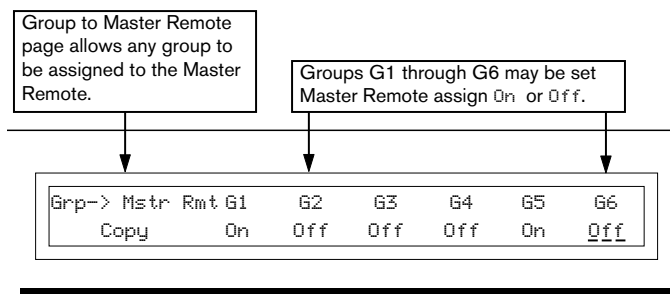 Group to Master Remote
page allows any group to
be assigned to the Master
Remote.
Groups G1 through G6 may be set
Master Remote assign On or Off.
Grp-> Mstr Rmt G1 G2 G3 G4 G5 G6
Copy On Off Off Off On Off